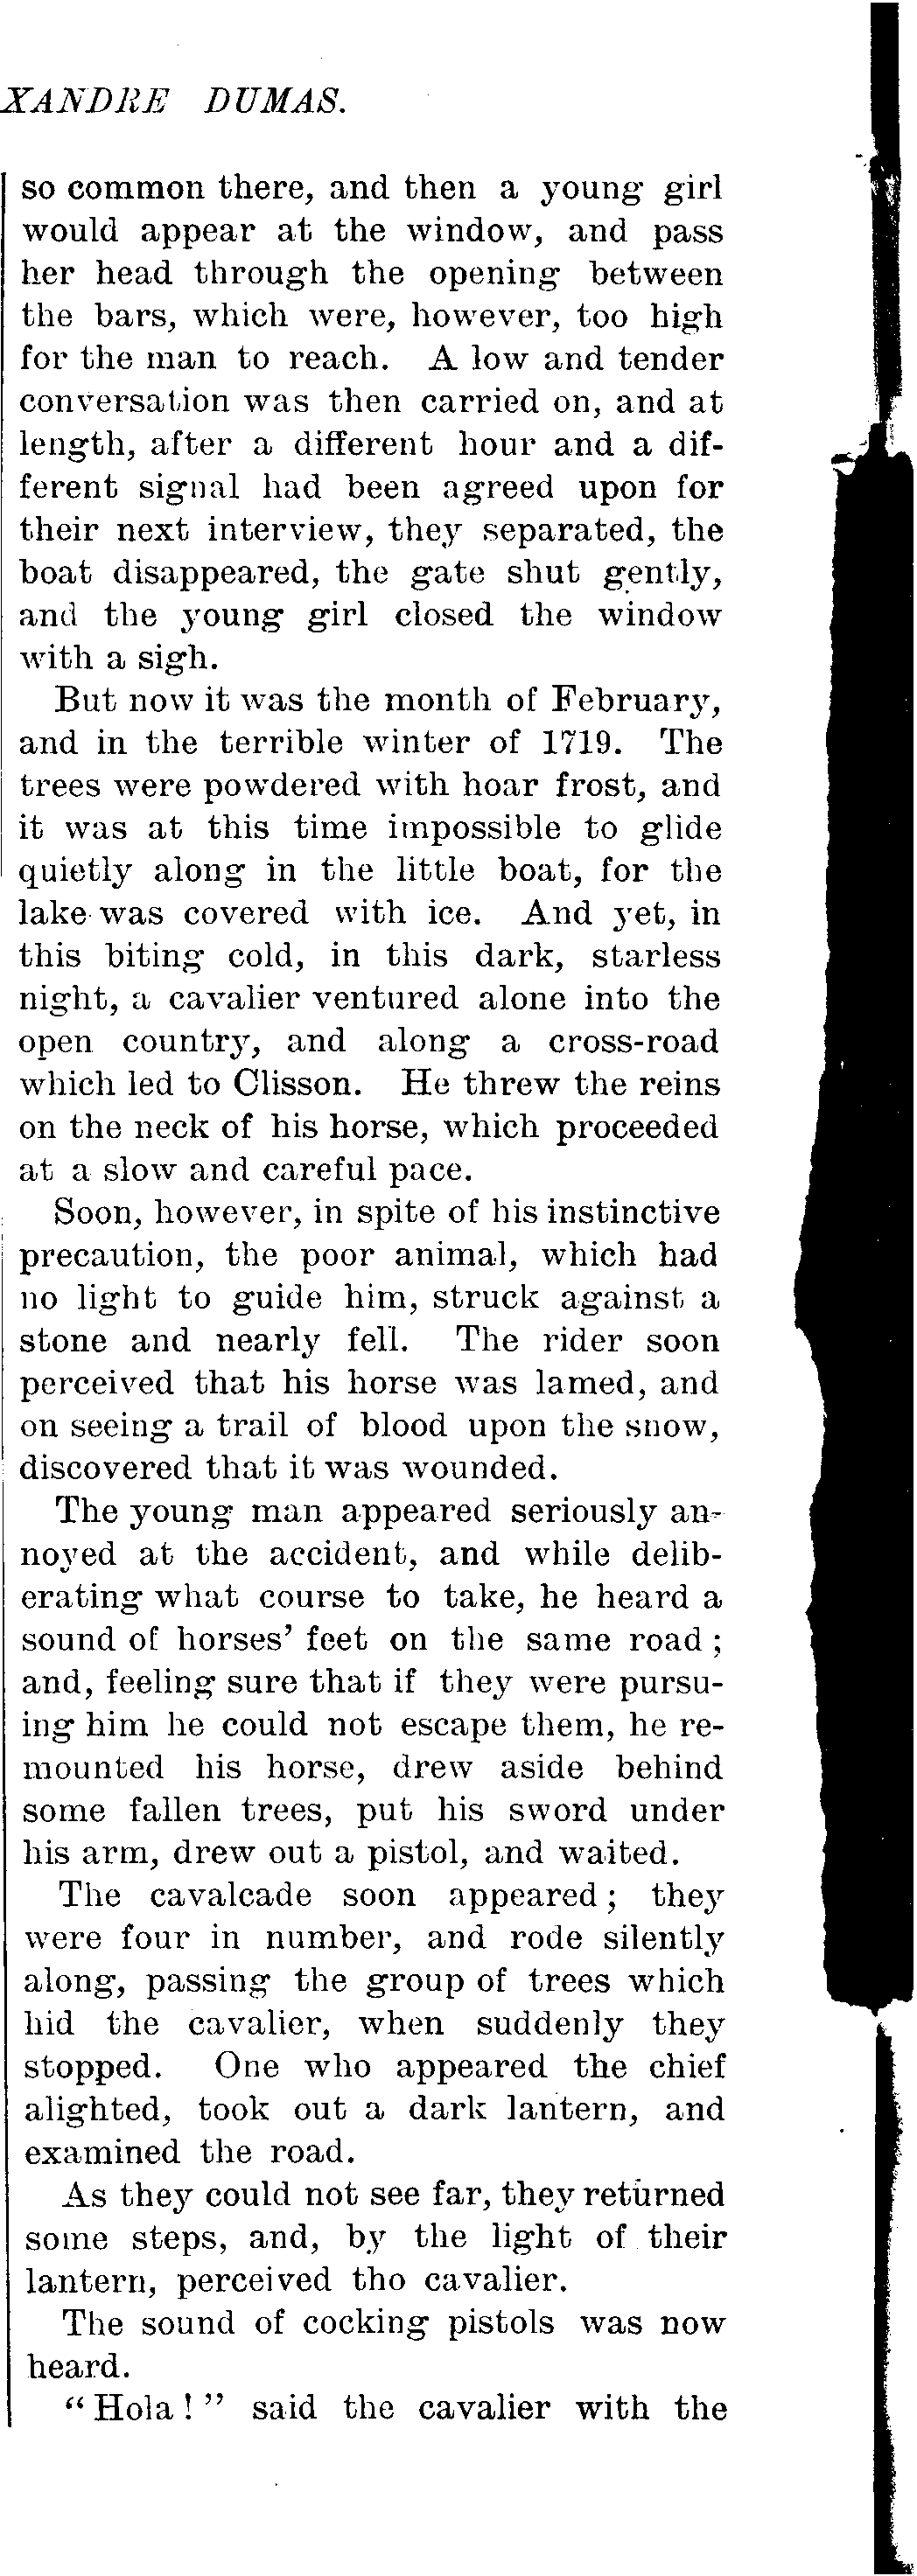 XANDRE DUMAS.
so common there, and then a young girl
would appear at the window, and pass
her head through the opening between
the bars, which were, however, too high
for the man to reach. A low and tender
conversation was then carried on, and at
length, after a different hour and a dif-
ferent signal had been agreed upon for
their next interview, they separated, the
boat disappeared, the gate shut gently,
and the young girl closed the window
with a sigh.
But now it was the month of February,
and in the terrible winter of 1719. The
trees were powdered with hoar frost, and
it was at this time impossible to glide
quietly along in the little boat, for the
lake was covered with ice. And yet, in
this biting cold, in this dark, starless
night, a cavalier ventured alone into the
open country, and along a cross-road
which led to Clisson. He threw the reins
on the neck of his horse, which proceeded
at a slow and careful pace.
Soon, however, in spite of his instinctive
precaution, the poor animal, which had
no light to guide him, struck against a
stone and nearly fell. The rider soon
perceived that his horse was lamed, and
on seeing a trail of blood upon the snow,
discovered that it was wounded.
The young man appeared seriously an-
noyed at the accident, and while delib-
erating what course to take, he heard a
sound of horses' feet on the same road;
and, feeling sure that if they were pursu-
ing him he could not escape them, he re-
mounted his horse, drew aside behind
some fallen trees, put his sword under
his arm, drew out a pistol, and waited.
The cavalcade soon appeared; they
were four in number, and rode silently
along, passing the group of trees which
hid the cavalier, when suddenly they
stopped. One who appeared the chief
alighted, took out a dark lantern, and
examined the road.
As they could not see far, they returned
some steps, and, by the light of their
lantern, perceived tho cavalier.
The sound of cocking pistols was now
heard.
"Hola!" said the cavalier with the